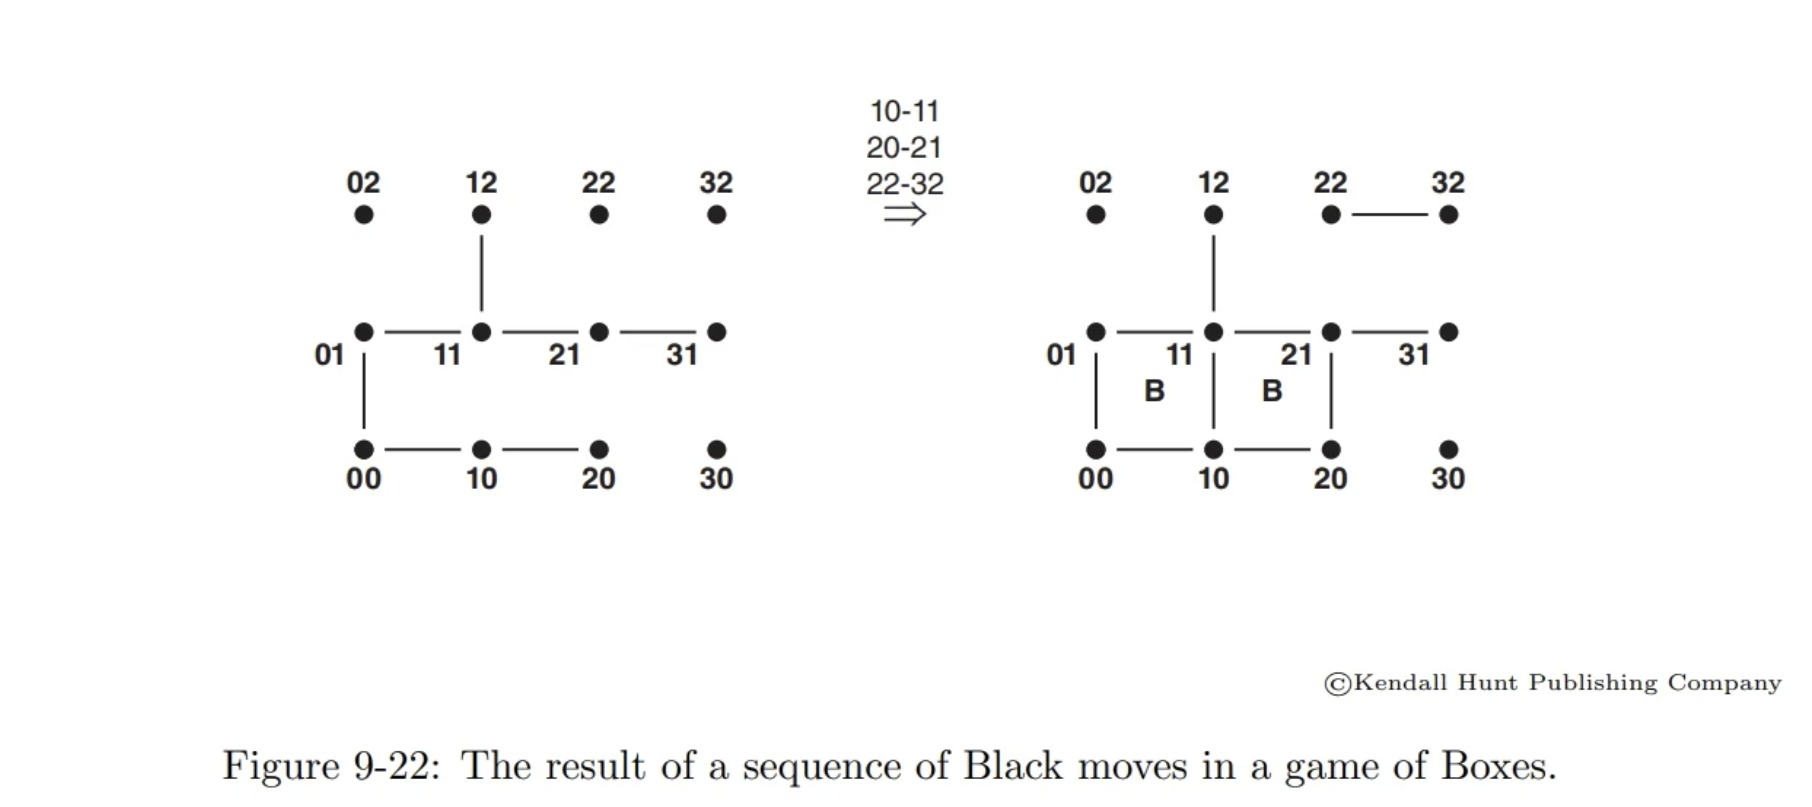 10-11
20-21
22-32
⇒
02 12 22 32
01 11 21 31
00 10 20 30
02 12 22 32
01 11 21 31
B B
00 10 20 30
©Kendall Hunt Publishing Company
Figure 9-22: The result of a sequence of Black moves in a game of Boxes.